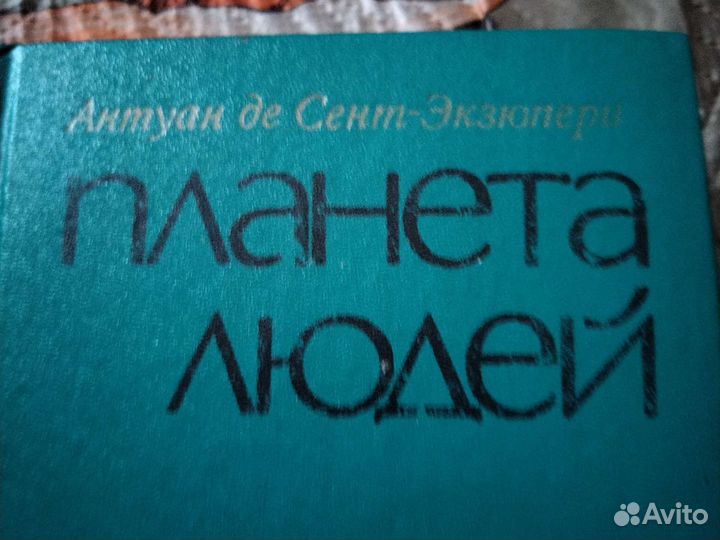 Антуан де Сент-Экзюпери
планета
людей
Avito